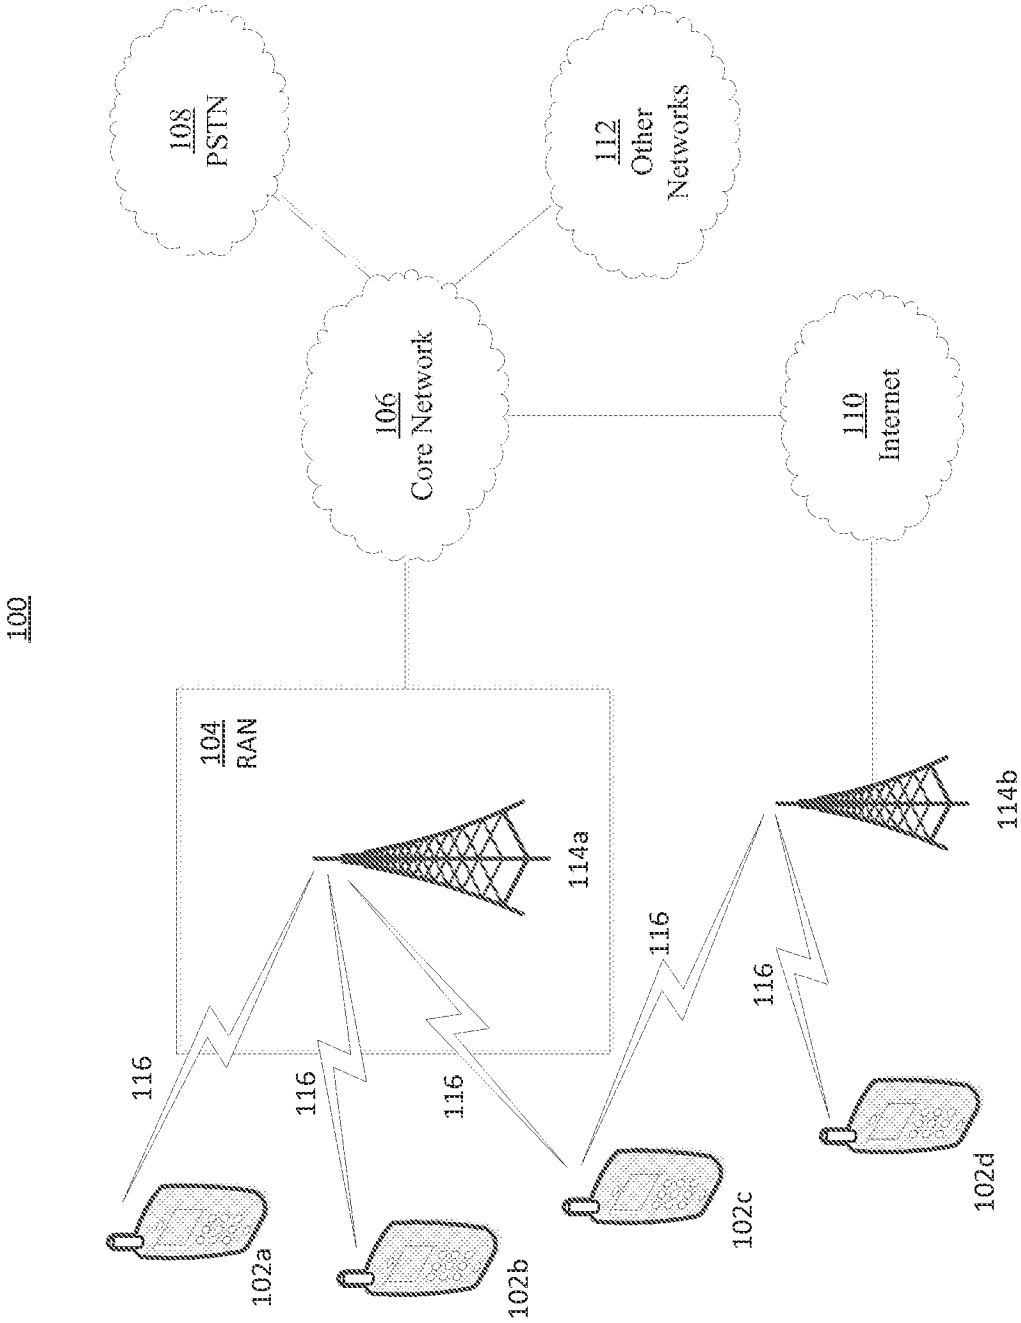 100
108
PSTN
106
Core Network
112
Other
Networks
110
Internet
104
RAN
114a
114b
116
116
116
116
116
102a
102b
102c
102d